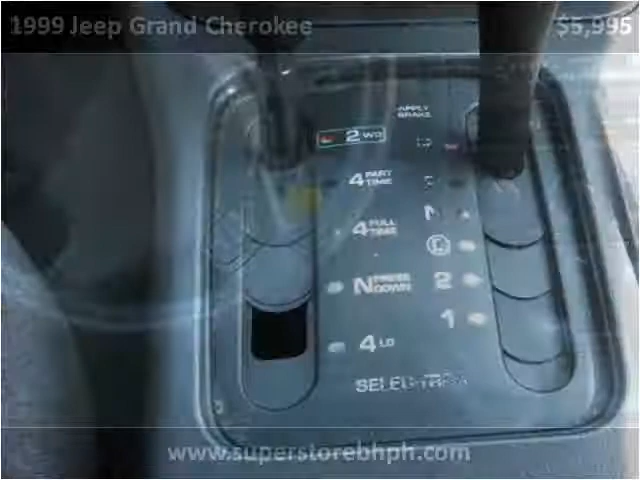 1999 Jeep Grand Cherokee
$5,995
APPLY
BRAKE
2 WD
P
4 PART
TIME
R
4 FULL
TIME
N
D
N PRESS
DOWN
2
1
4 LO
SELEC-TRAC
www.superstorebhph.com